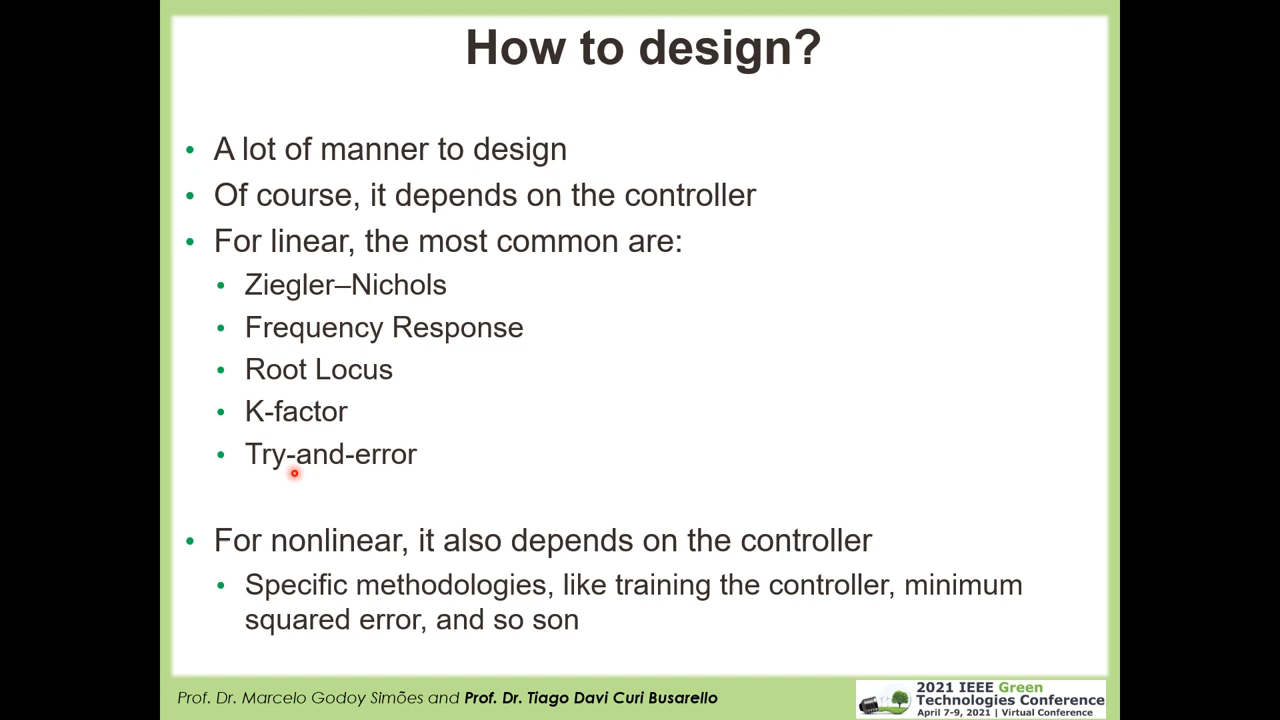 How to design?
• A lot of manner to design
• Of course, it depends on the controller
• For linear, the most common are:
• Ziegler–Nichols
• Frequency Response
• Root Locus
• K-factor
• Try-and-error
• For nonlinear, it also depends on the controller
• Specific methodologies, like training the controller, minimum
squared error, and so son
Prof. Dr. Marcelo Godoy Simões and Prof. Dr. Tiago Davi Curi Busarello
2021 IEEE Green
Technologies Conference
April 7-9, 2021 | Virtual Conference